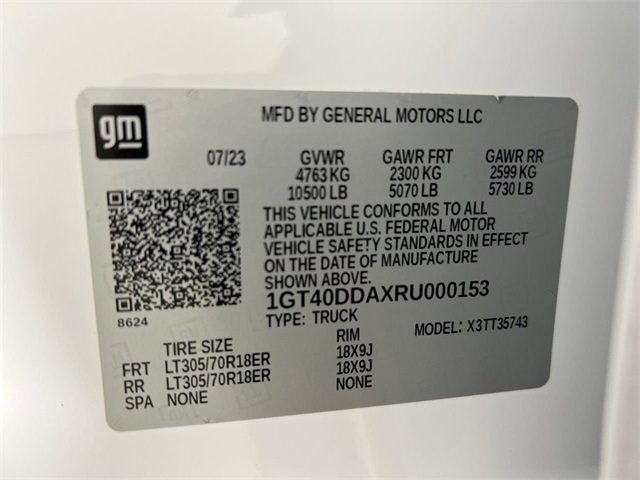 gm
MFD BY GENERAL MOTORS LLC
07/23 GVWR GAWR FRT GAWR RR
4763 KG 2300 KG 2599 KG
10500 LB 5070 LB 5730 LB
THIS VEHICLE CONFORMS TO ALL
APPLICABLE U.S. FEDERAL MOTOR
VEHICLE SAFETY STANDARDS IN EFFECT
ON THE DATE OF MANUFACTURE
SHOWN ABOVE.
8624
1GT40DDAXRU000153
TYPE: TRUCK MODEL: X3TT35743
TIRE SIZE RIM
FRT LT305/70R18ER 18X9J
RR LT305/70R18ER 18X9J
SPA NONE NONE